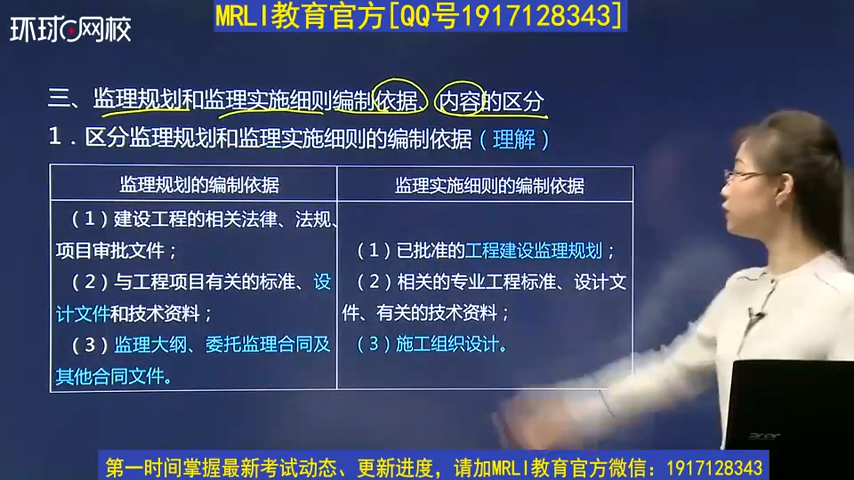 MRLI教育官方[QQ号1917128343]
环球网校
三、监理规划和监理实施细则编制依据、内容的区分
1．区分监理规划和监理实施细则的编制依据（理解）
监理规划的编制依据
监理实施细则的编制依据
（1）建设工程的相关法律、法规、
项目审批文件；
（2）与工程项目有关的标准、设
计文件和技术资料；
（3）监理大纲、委托监理合同及
其他合同文件。
（1）已批准的工程建设监理规划；
（2）相关的专业工程标准、设计文
件、有关的技术资料；
（3）施工组织设计。
acer
第一时间掌握最新考试动态、更新进度，请加MRLI教育官方微信：1917128343